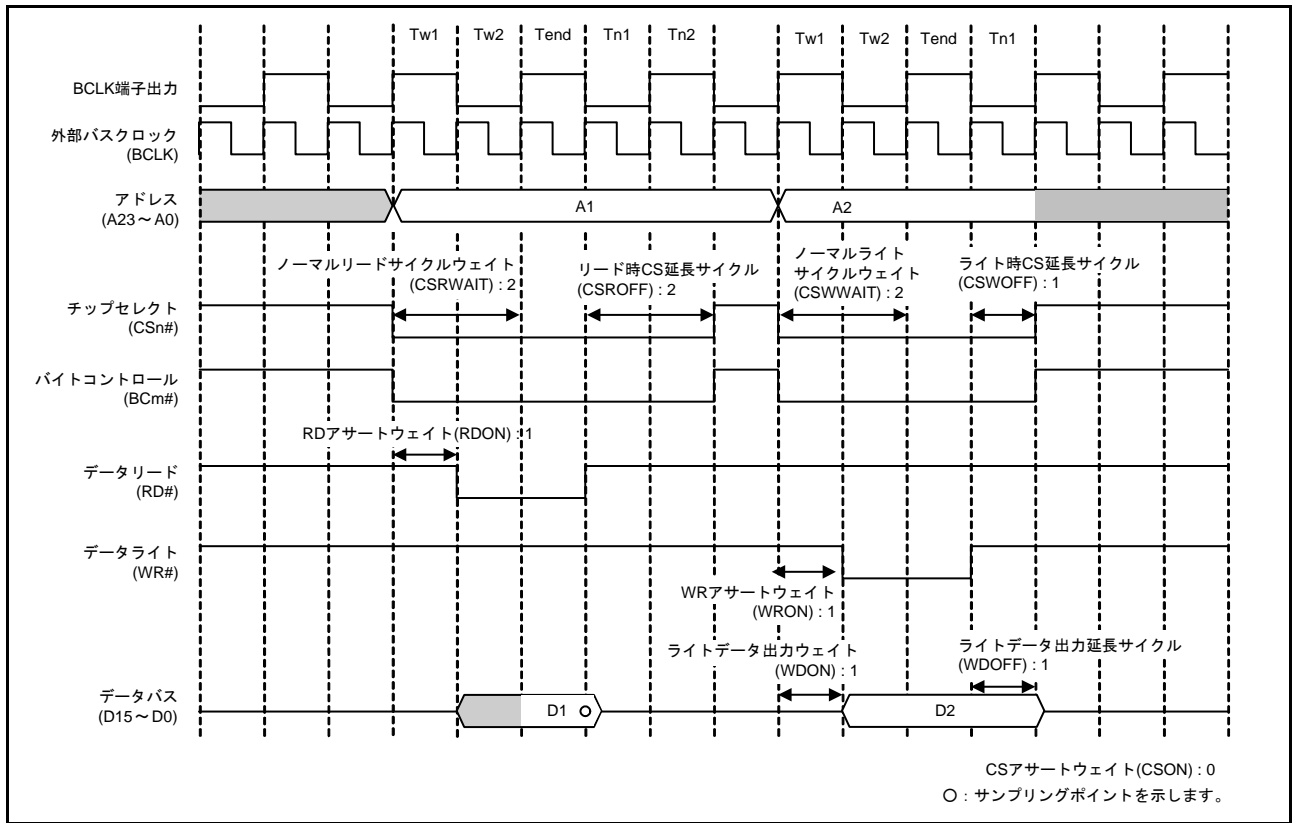 Tw1 Tw2 Tend Tn1 Tn2 Tw1 Tw2 Tend Tn1
BCLK端子出力
外部バスクロック
(BCLK)
アドレス
(A23～A0)
A1
A2
ノーマルリードサイクルウェイト
(CSRWAIT) : 2
リード時CS延長サイクル
(CSROFF) : 2
ノーマルライト
サイクルウェイト
(CSWWAIT) : 2
ライト時CS延長サイクル
(CSWOFF) : 1
チップセレクト
(CSn#)
バイトコントロール
(BCm#)
RDアサートウェイト(RDON) : 1
データリード
(RD#)
データライト
(WR#)
WRアサートウェイト
(WRON) : 1
ライトデータ出力ウェイト
(WDON) : 1
ライトデータ出力延長サイクル
(WDOFF) : 1
データバス
(D15～D0)
D1
D2
CSアサートウェイト(CSON) : 0
○ : サンプリングポイントを示します。